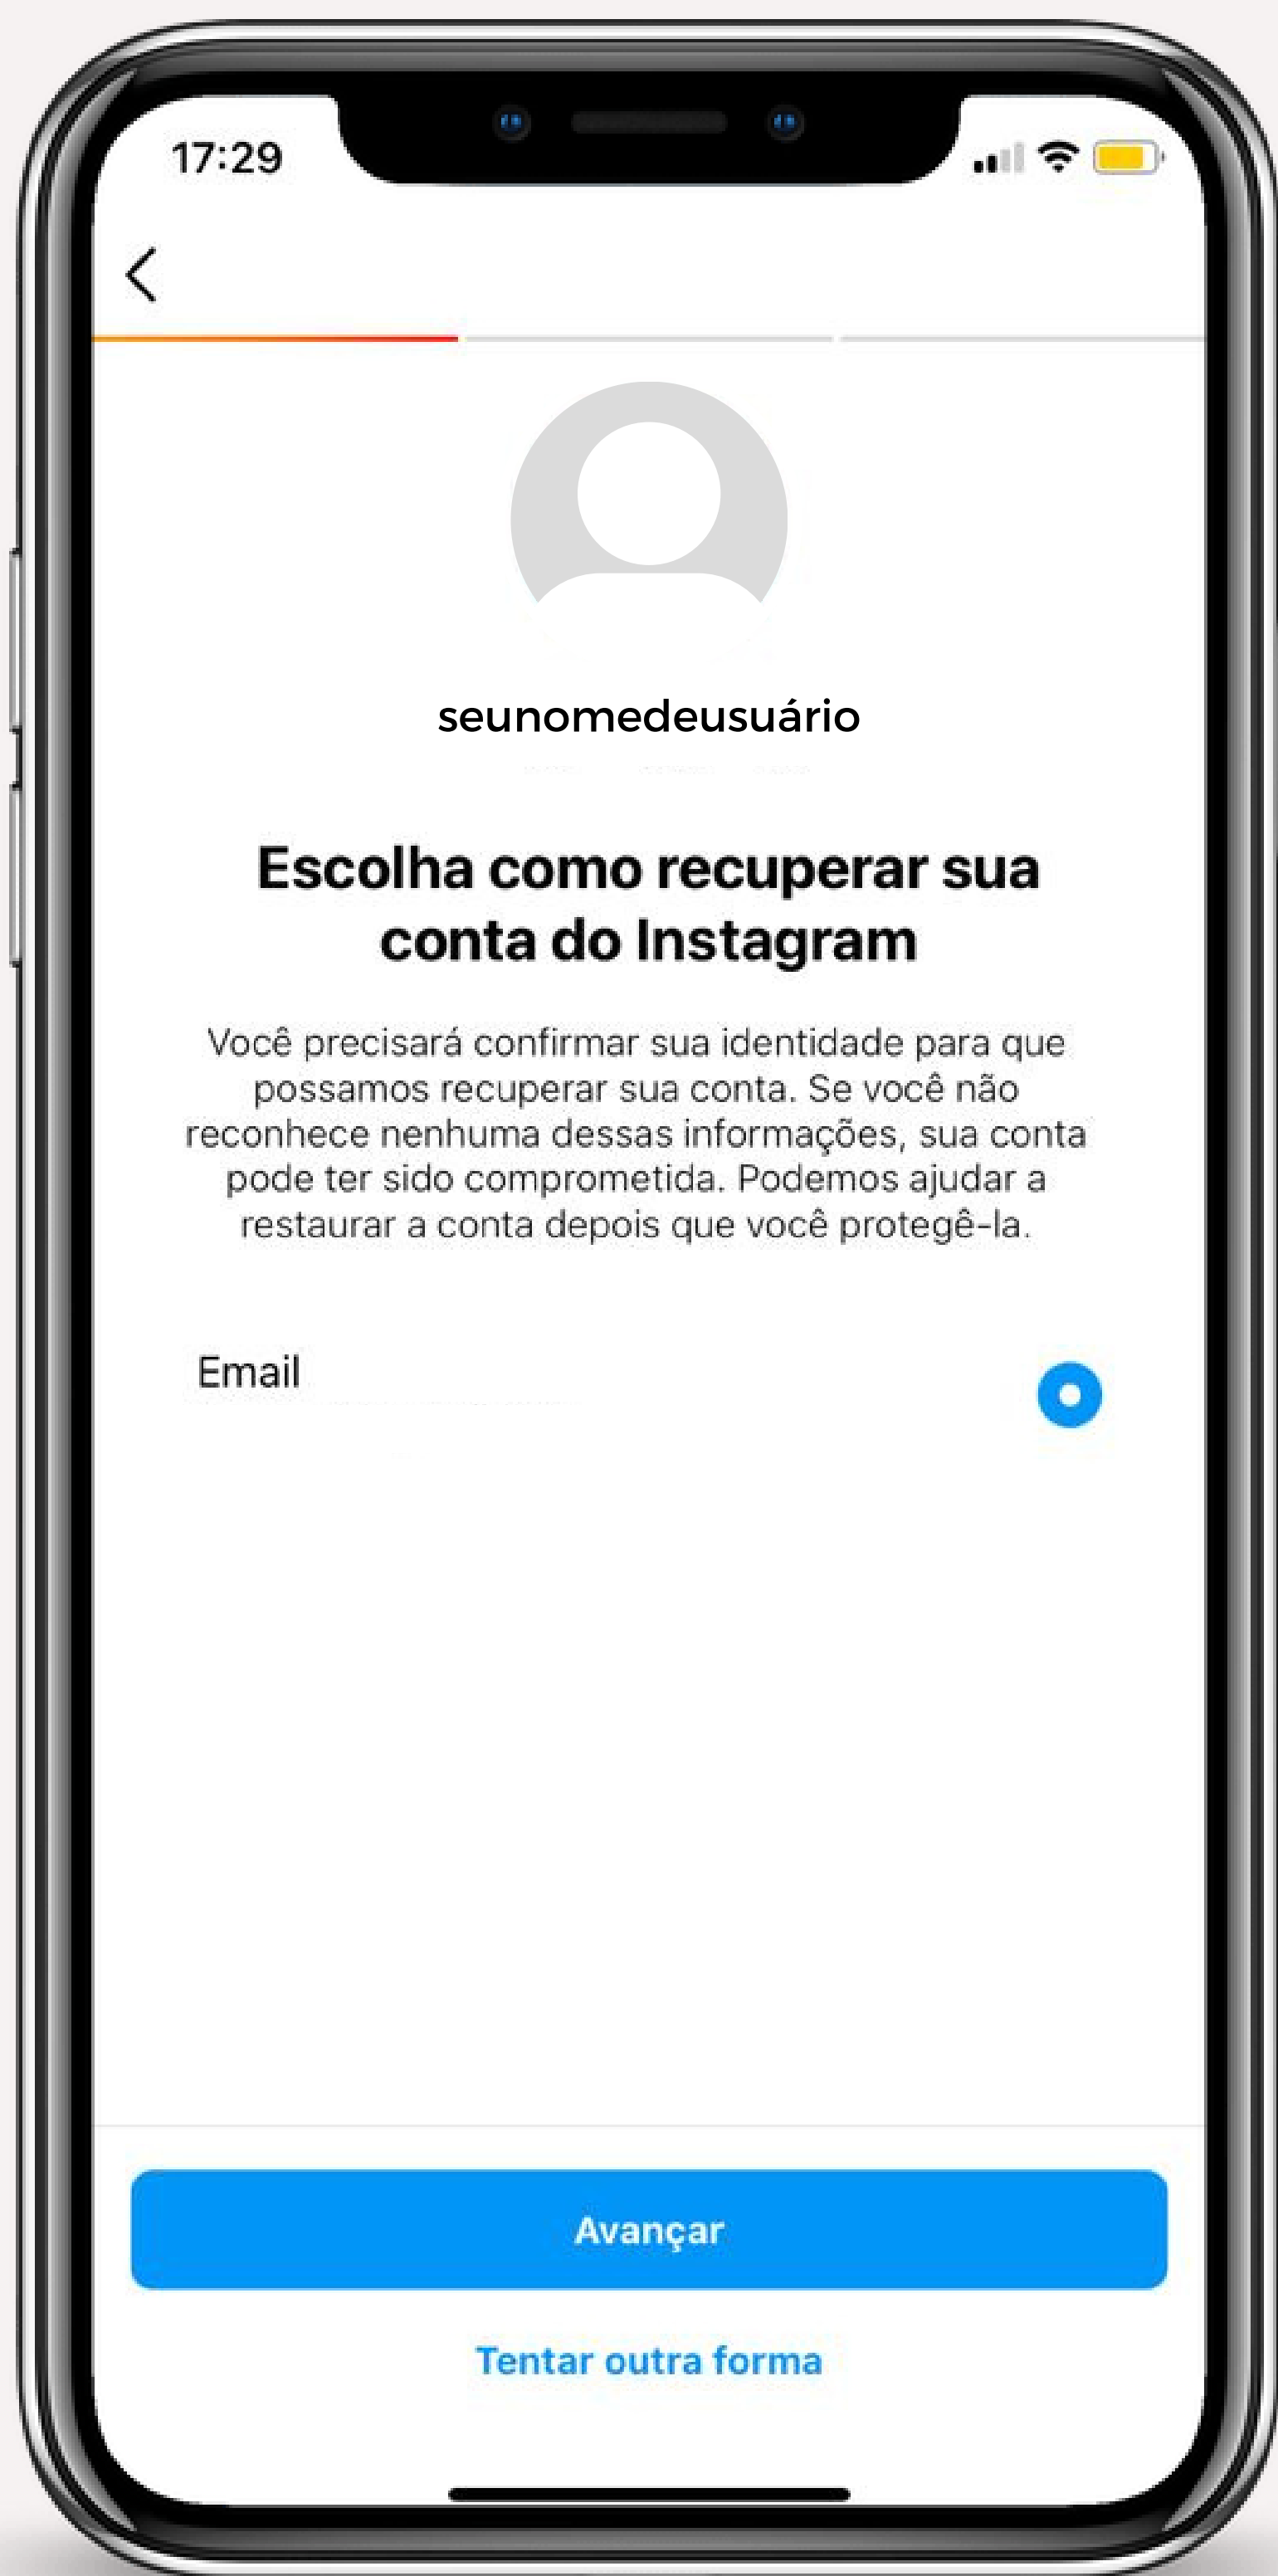 17:29
seunomedeusuário
Escolha como recuperar sua
conta do Instagram
Você precisará confirmar sua identidade para que
possamos recuperar sua conta. Se você não
reconhece nenhuma dessas informações, sua conta
pode ter sido comprometida. Podemos ajudar a
restaurar a conta depois que você protegê-la.
Email
Avançar
Tentar outra forma